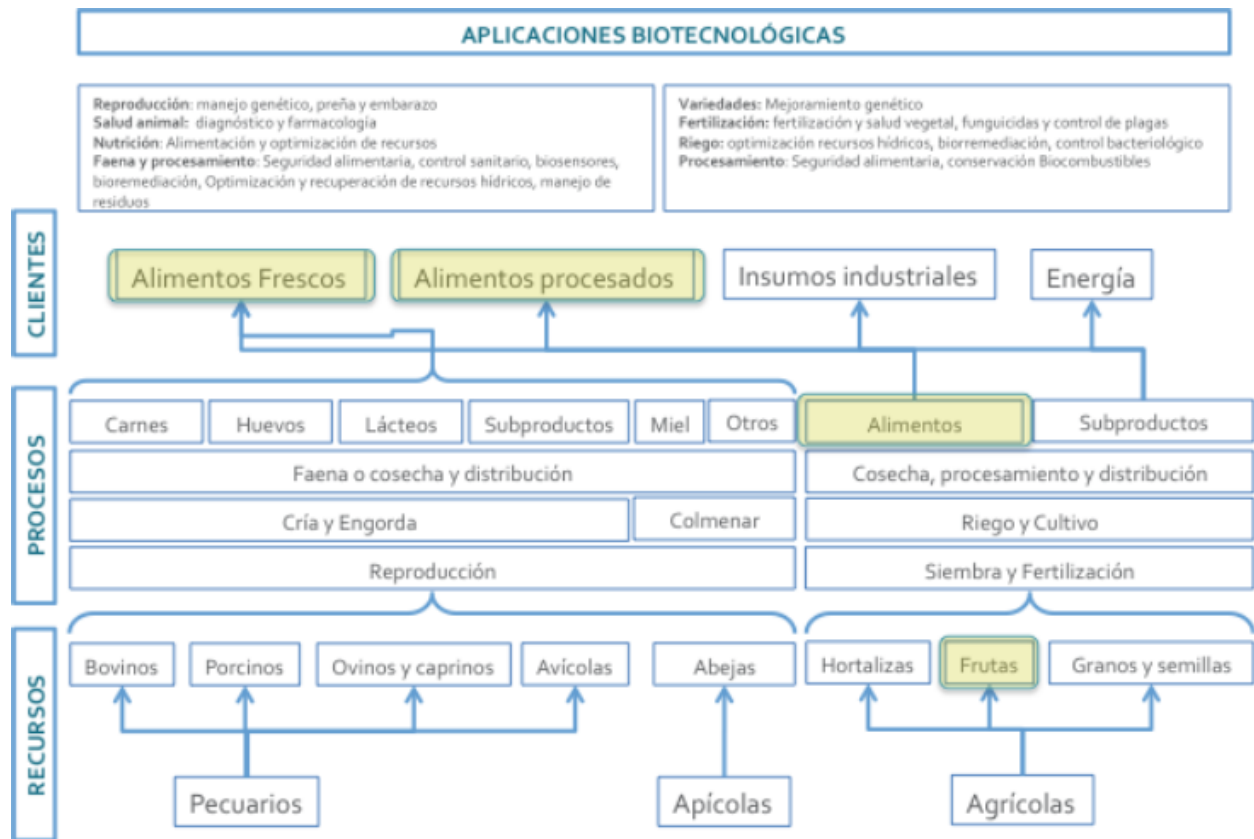 APLICACIONES BIOTECNOLÓGICAS
Reproducción: manejo genético, preña y embarazo
Salud animal: diagnóstico y farmacología
Nutrición: Alimentación y optimización de recursos
Faena y procesamiento: Seguridad alimentaria, control sanitario, biosensores,
bioremediación, Optimización y recuperación de recursos hídricos, manejo de
residuos
Variedades: Mejoramiento genético
Fertilización: fertilización y salud vegetal, funguicidas y control de plagas
Riego: optimización recursos hídricos, biorremediación, control bacteriológico
Procesamiento: Seguridad alimentaria, conservación Biocombustibles
CLIENTES
Alimentos Frescos
Alimentos procesados
Insumos industriales
Energía
PROCESOS
Carnes
Huevos
Lácteos
Subproductos
Miel
Otros
Alimentos
Subproductos
Faena o cosecha y distribución
Cosecha, procesamiento y distribución
Cría y Engorda
Colmenar
Riego y Cultivo
Reproducción
Siembra y Fertilización
RECURSOS
Bovinos
Porcinos
Ovinos y caprinos
Avícolas
Abejas
Hortalizas
Frutas
Granos y semillas
Pecuarios
Apícolas
Agrícolas